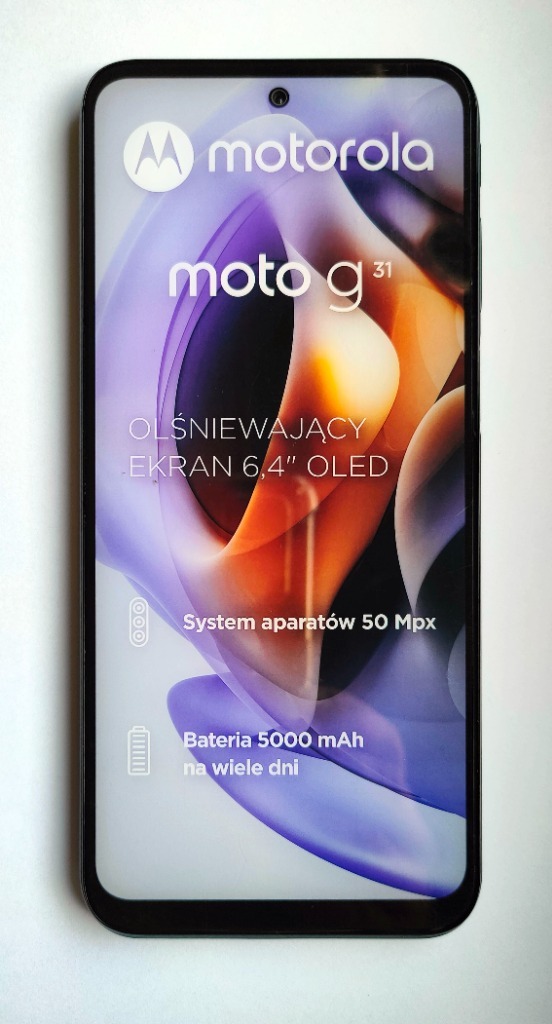 motorola
moto g31
OLŚNIEWAJĄCY
EKRAN 6,4" OLED
System aparatów 50 Mpx
Bateria 5000 mAh
na wiele dni